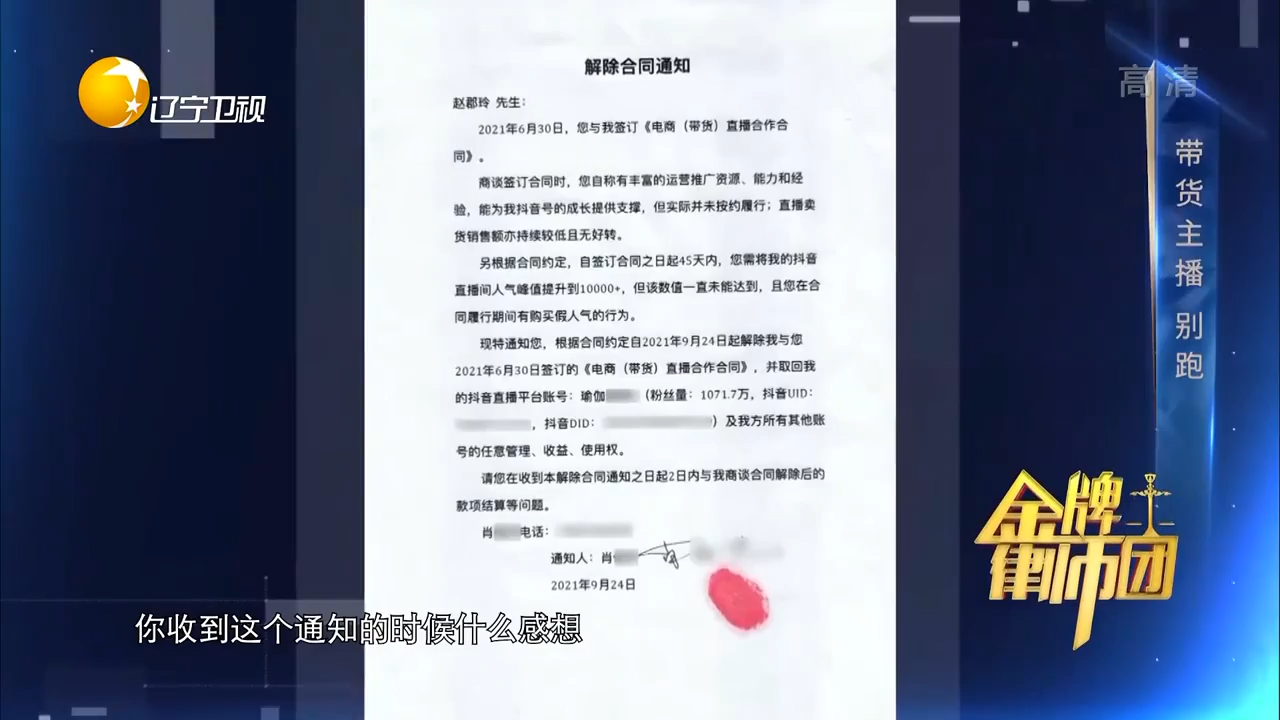 辽宁卫视
高清
带货主播 别跑
解除合同通知
赵郡玲 先生：
2021年6月30日，您与我签订《电商（带货）直播合作合
同》。
商谈签订合同时，您自称有丰富的运营推广资源、能力和经
验，能为我抖音号的成长提供支撑，但实际并未按约履行；直播卖
货销售额亦持续较低且无好转。
另根据合同约定，自签订合同之日起45天内，您需将我的抖音
直播间人气峰值提升到10000+，但该数值一直未能达到，且您在合
同履行期间有购买假人气的行为。
现特通知您，根据合同约定自2021年9月24日起解除我与您
2021年6月30日签订的《电商（带货）直播合作合同》，并取回我
的抖音直播平台账号：瑜伽（粉丝量：1071.7万，抖音UID：
，抖音DID：）及我方所有其他账
号的任意管理、收益、使用权。
请您在收到本解除合同通知之日起2日内与我商谈合同解除后的
款项结算等问题。
肖电话：
通知人：肖
2021年9月24日
金牌律师团
你收到这个通知的时候什么感想